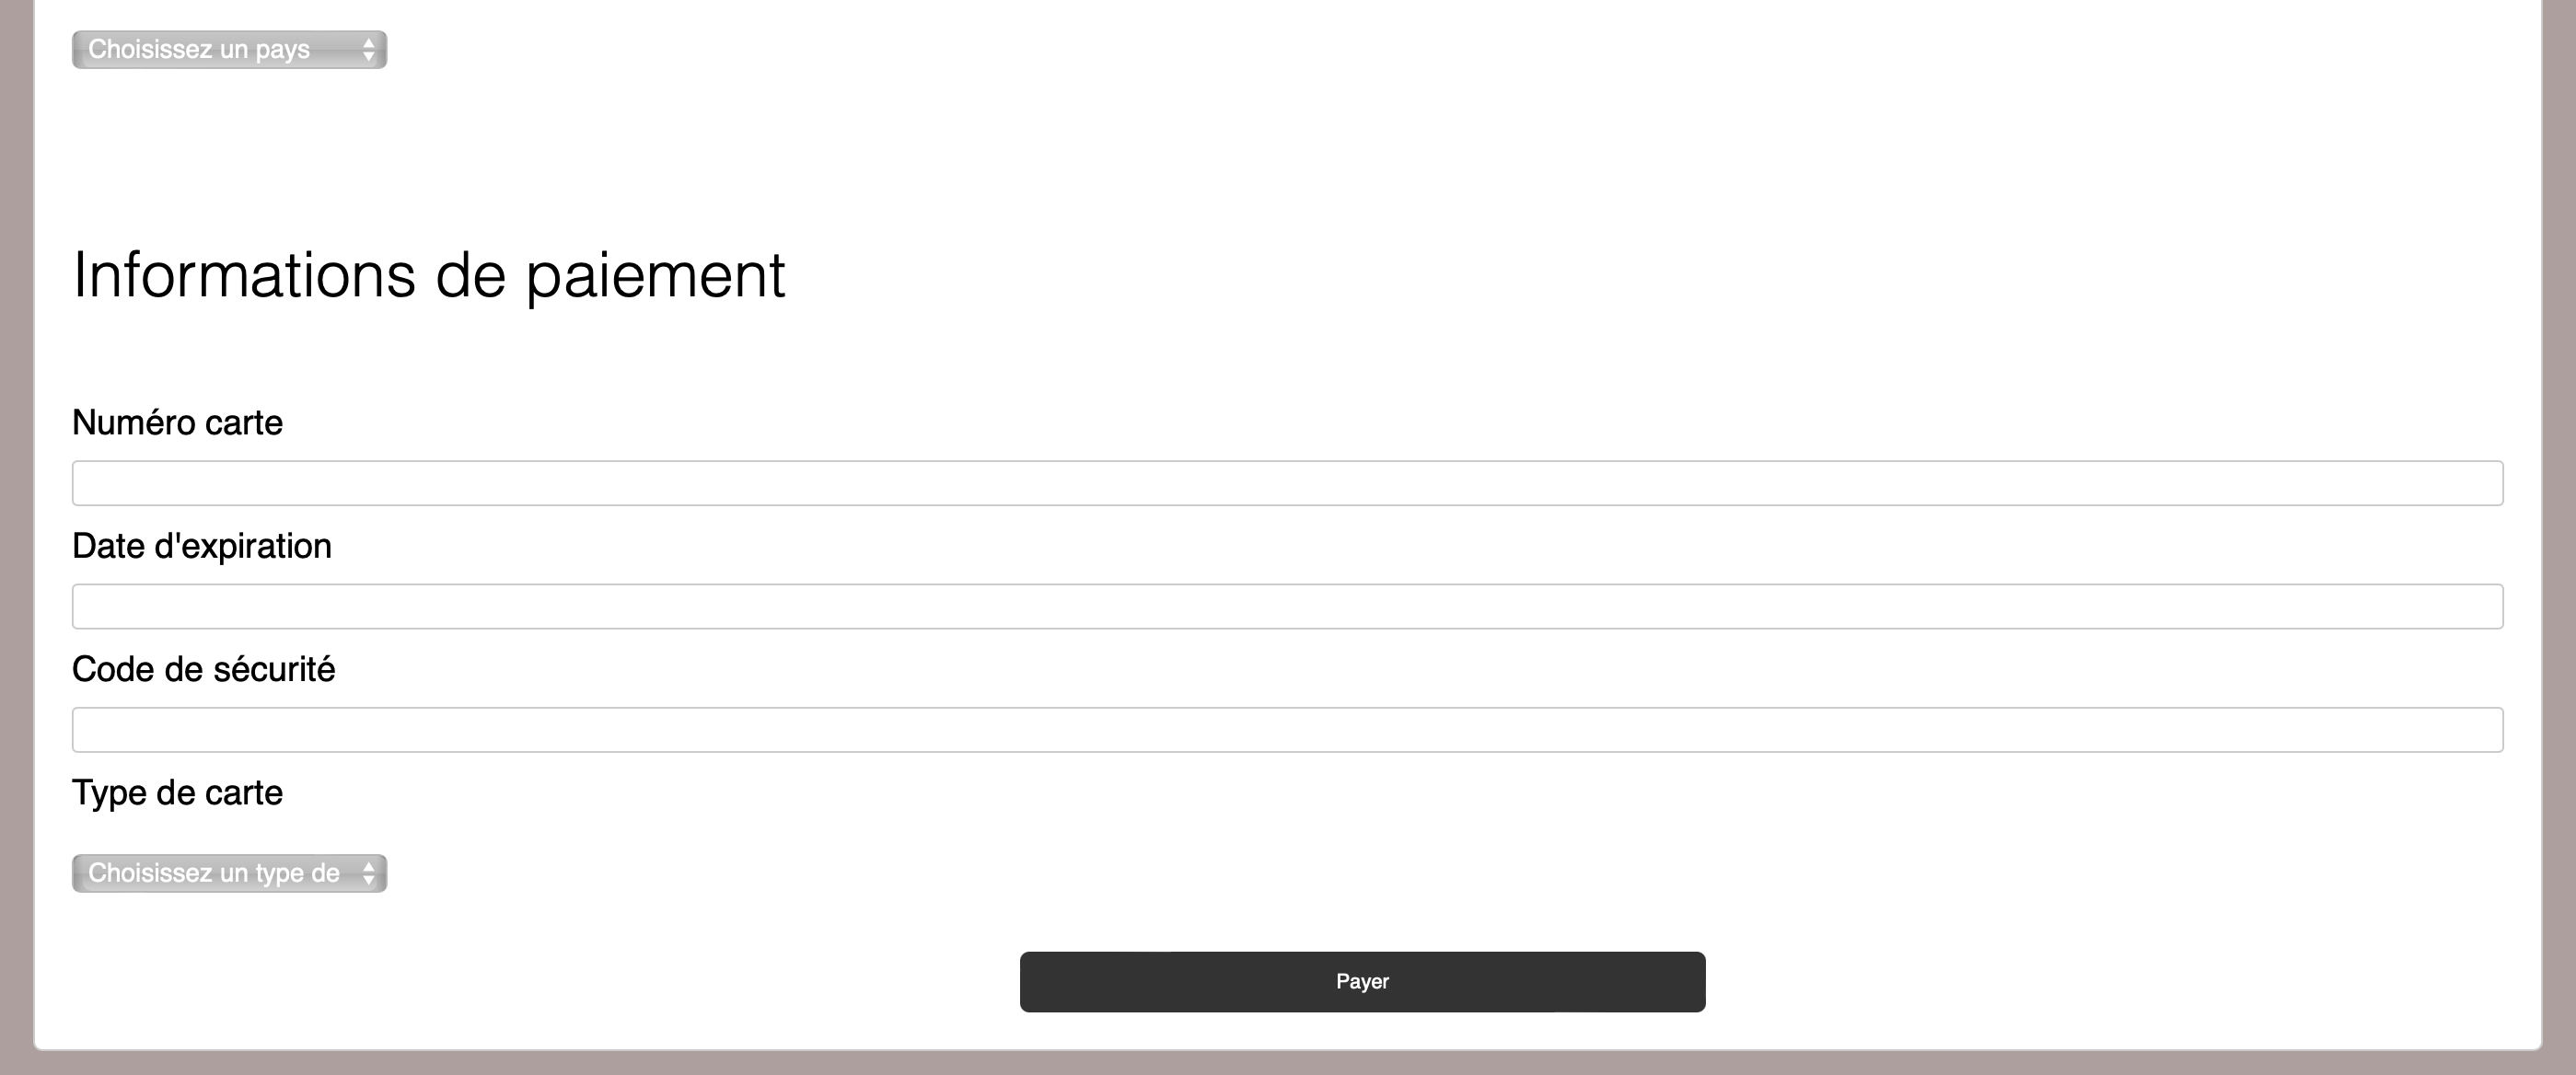 Choisissez un pays
Informations de paiement
Numéro carte
Date d'expiration
Code de sécurité
Type de carte
Choisissez un type de
Payer